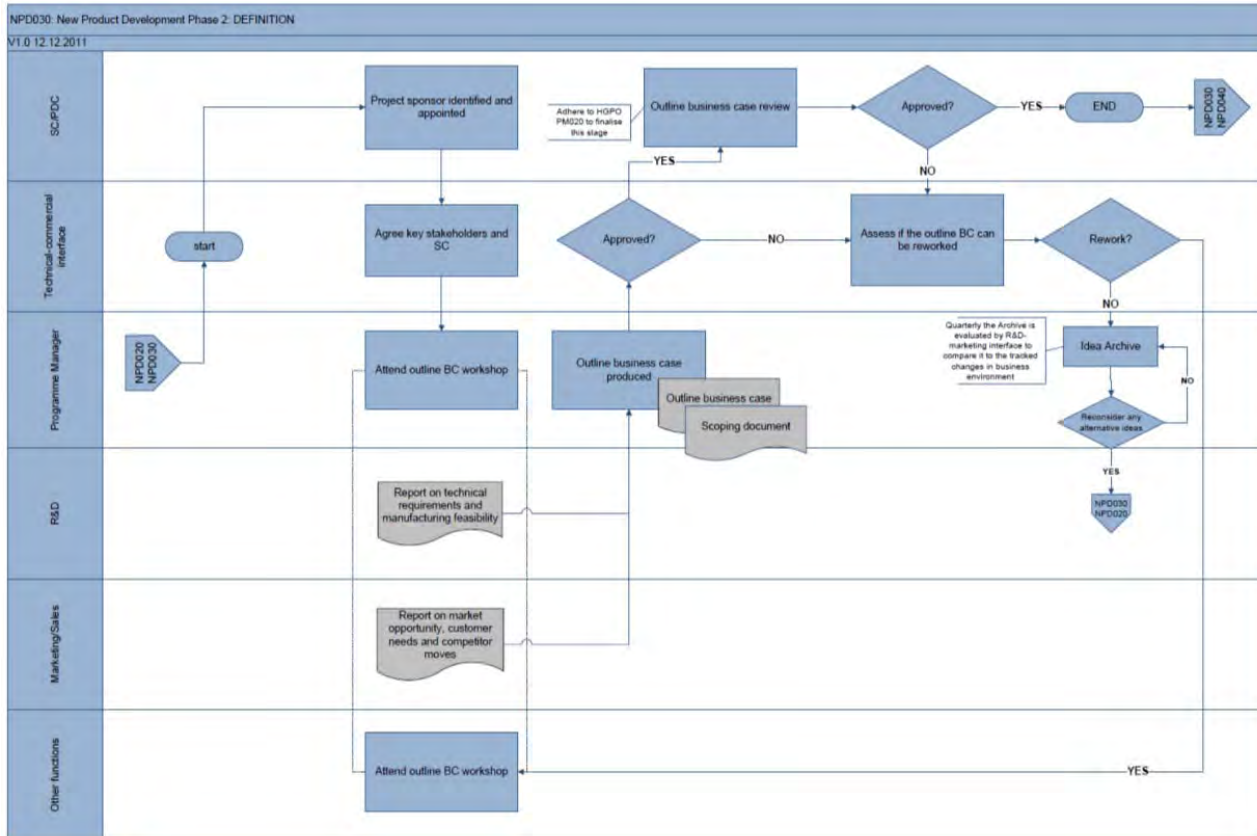 NPD030: New Product Development Phase 2: DEFINITION
V1.0 12.12.2011
SC/PDC
Project sponsor identified and
appointed
Adhere to HGPO
PM020 to finalise
this stage
Outline business case review
Approved?
YES
END
NPD030
NPD040
YES
NO
Technical-commercial
interface
start
Agree key stakeholders and
SC
Approved?
NO
Assess if the outline BC can
be reworked
Rework?
NO
Programme Manager
NPD020
NPD030
Attend outline BC workshop
Outline business case
produced
Outline business case
Scoping document
Quarterly the Archive is
evaluated by R&D-
marketing interface to
compare it to the tracked
changes in business
environment
Idea Archive
NO
Reconsider any
alternative ideas
YES
R&D
Report on technical
requirements and
manufacturing feasibility
NPD030
NPD020
Marketing/Sales
Report on market
opportunity, customer
needs and competitor
moves
Other functions
Attend outline BC workshop
YES